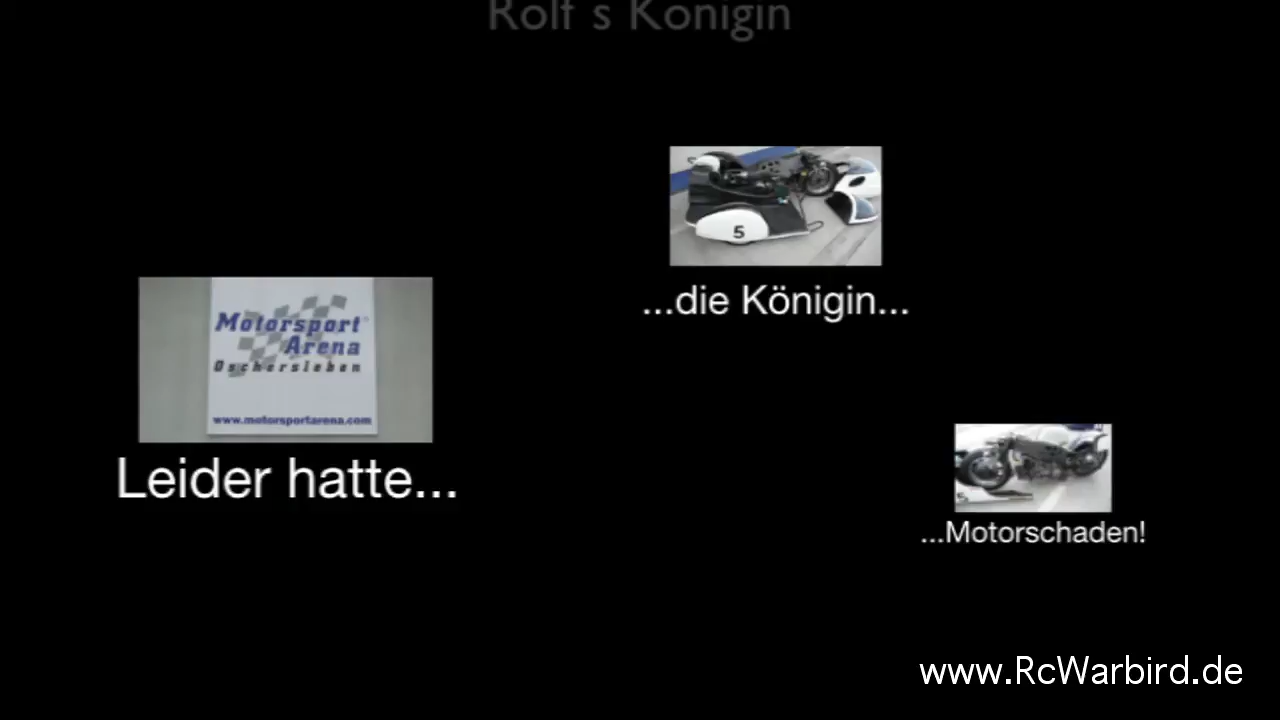 Rolf s Königin
...die Königin...
5
Motorsport
Arena
Oschersleben
www.motorsportarena.com
Leider hatte...
...Motorschaden!
www.RcWarbird.de